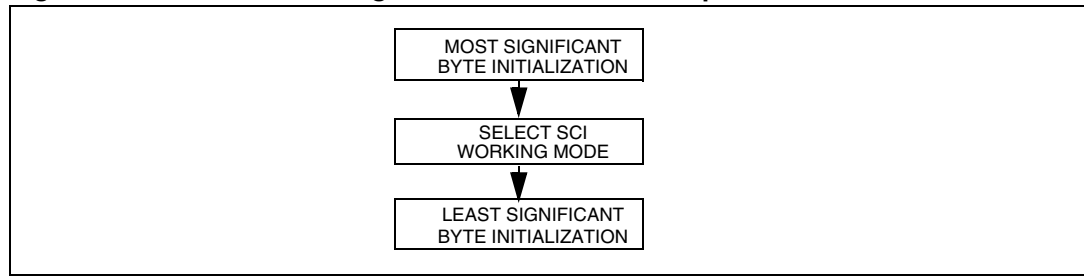 MOST SIGNIFICANT
BYTE INITIALIZATION
SELECT SCI
WORKING MODE
LEAST SIGNIFICANT
BYTE INITIALIZATION